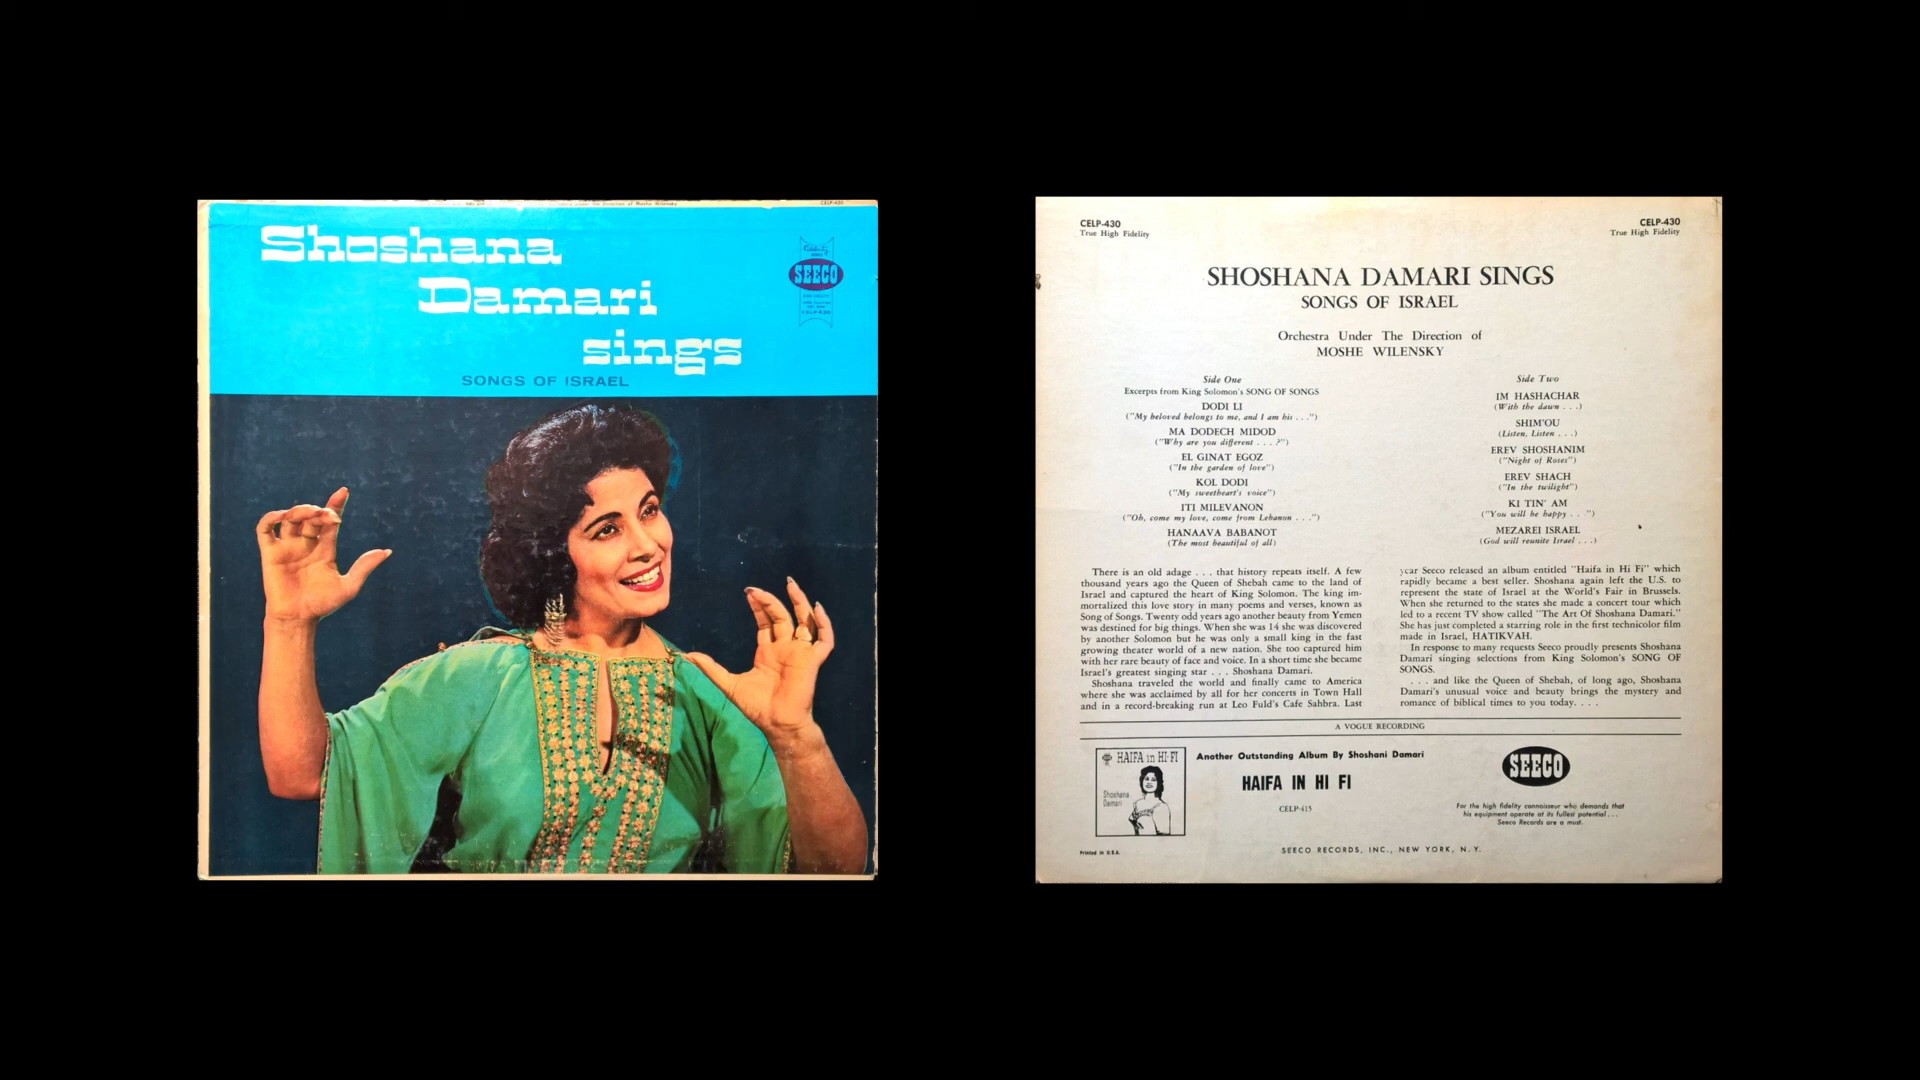 under the Direction of Moshe Wilensky
CELP-430
Shoshana
Damari
sings
SONGS OF ISRAEL
SEECO
CELP-430
True High Fidelity
CELP-430
True High Fidelity
SHOSHANA DAMARI SINGS
SONGS OF ISRAEL
Orchestra Under The Direction of
MOSHE WILENSKY
Side One
Excerpts from King Solomon's SONG OF SONGS
DODI LI
("My beloved belongs to me, and I am his . . .")
MA DODECH MIDOD
("Why are you different . . . ?")
EL GINAT EGOZ
("In the garden of love")
KOL DODI
("My sweetheart's voice")
ITI MILEVANON
("Oh, come my love, come from Lebanon . . .")
HANAAVA BABANOT
(The most beautiful of all)
Side Two
IM HASHACHAR
(With the dawn . . .)
SHIM'OU
(Listen, Listen . . .)
EREV SHOSHANIM
("Night of Roses")
EREV SHACH
("In the twilight")
KI TIN' AM
("You will be happy . . .")
MEZAREI ISRAEL
(God will reunite Israel . . .)
There is an old adage . . . that history repeats itself. A few
thousand years ago the Queen of Shebah came to the land of
Israel and captured the heart of King Solomon. The king im-
mortalized this love story in many poems and verses, known as
Song of Songs. Twenty odd years ago another beauty from Yemen
was destined for big things. When she was 14 she was discovered
by another Solomon but he was only a small king in the fast
growing theater world of a new nation. She too captured him
with her rare beauty of face and voice. In a short time she became
Israel's greatest singing star . . . Shoshana Damari.
Shoshana traveled the world and finally came to America
where she was acclaimed by all for her concerts in Town Hall
and in a record-breaking run at Leo Fuld's Cafe Sahbra. Last
year Seeco released an album entitled "Haifa in Hi Fi" which
rapidly became a best seller. Shoshana again left the U.S. to
represent the state of Israel at the World's Fair in Brussels.
When she returned to the states she made a concert tour which
led to a recent TV show called "The Art Of Shoshana Damari."
She has just completed a starring role in the first technicolor film
made in Israel, HATIKVAH.
In response to many requests Seeco proudly presents Shoshana
Damari singing selections from King Solomon's SONG OF
SONGS.
. . . and like the Queen of Shebah, of long ago, Shoshana
Damari's unusual voice and beauty brings the mystery and
romance of biblical times to you today. . . .
A VOGUE RECORDING
HAIFA in HI-FI
Shoshana
Damari
Another Outstanding Album By Shoshani Damari
HAIFA IN HI FI
CELP-415
SEECO
For the high fidelity connoisseur who demands that
his equipment operate at its fullest potential . . .
Seeco Records are a must.
Printed in U.S.A.
SEECO RECORDS, INC., NEW YORK, N. Y.